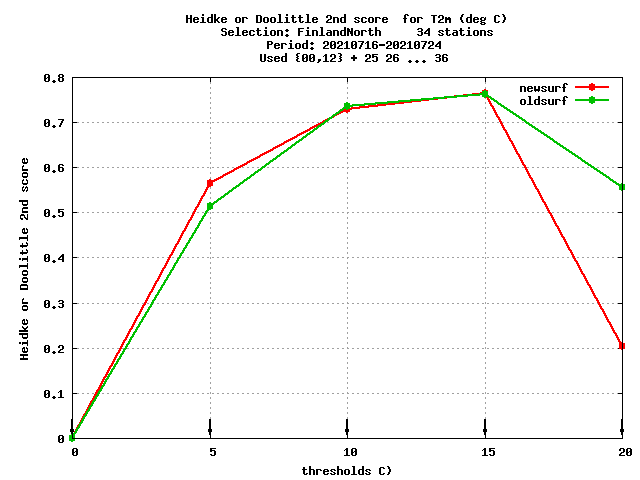 Heidke or Doolittle 2nd score  for T2m (deg C)
Selection: FinlandNorth     34 stations
Period: 20210716-20210724
Used {00,12} + 25 26 ... 36
newsurf
oldsurf
Heidke or Doolittle 2nd score
0.8
0.7
0.6
0.5
0.4
0.3
0.2
0.1
0
0 5 10 15 20
thresholds C)